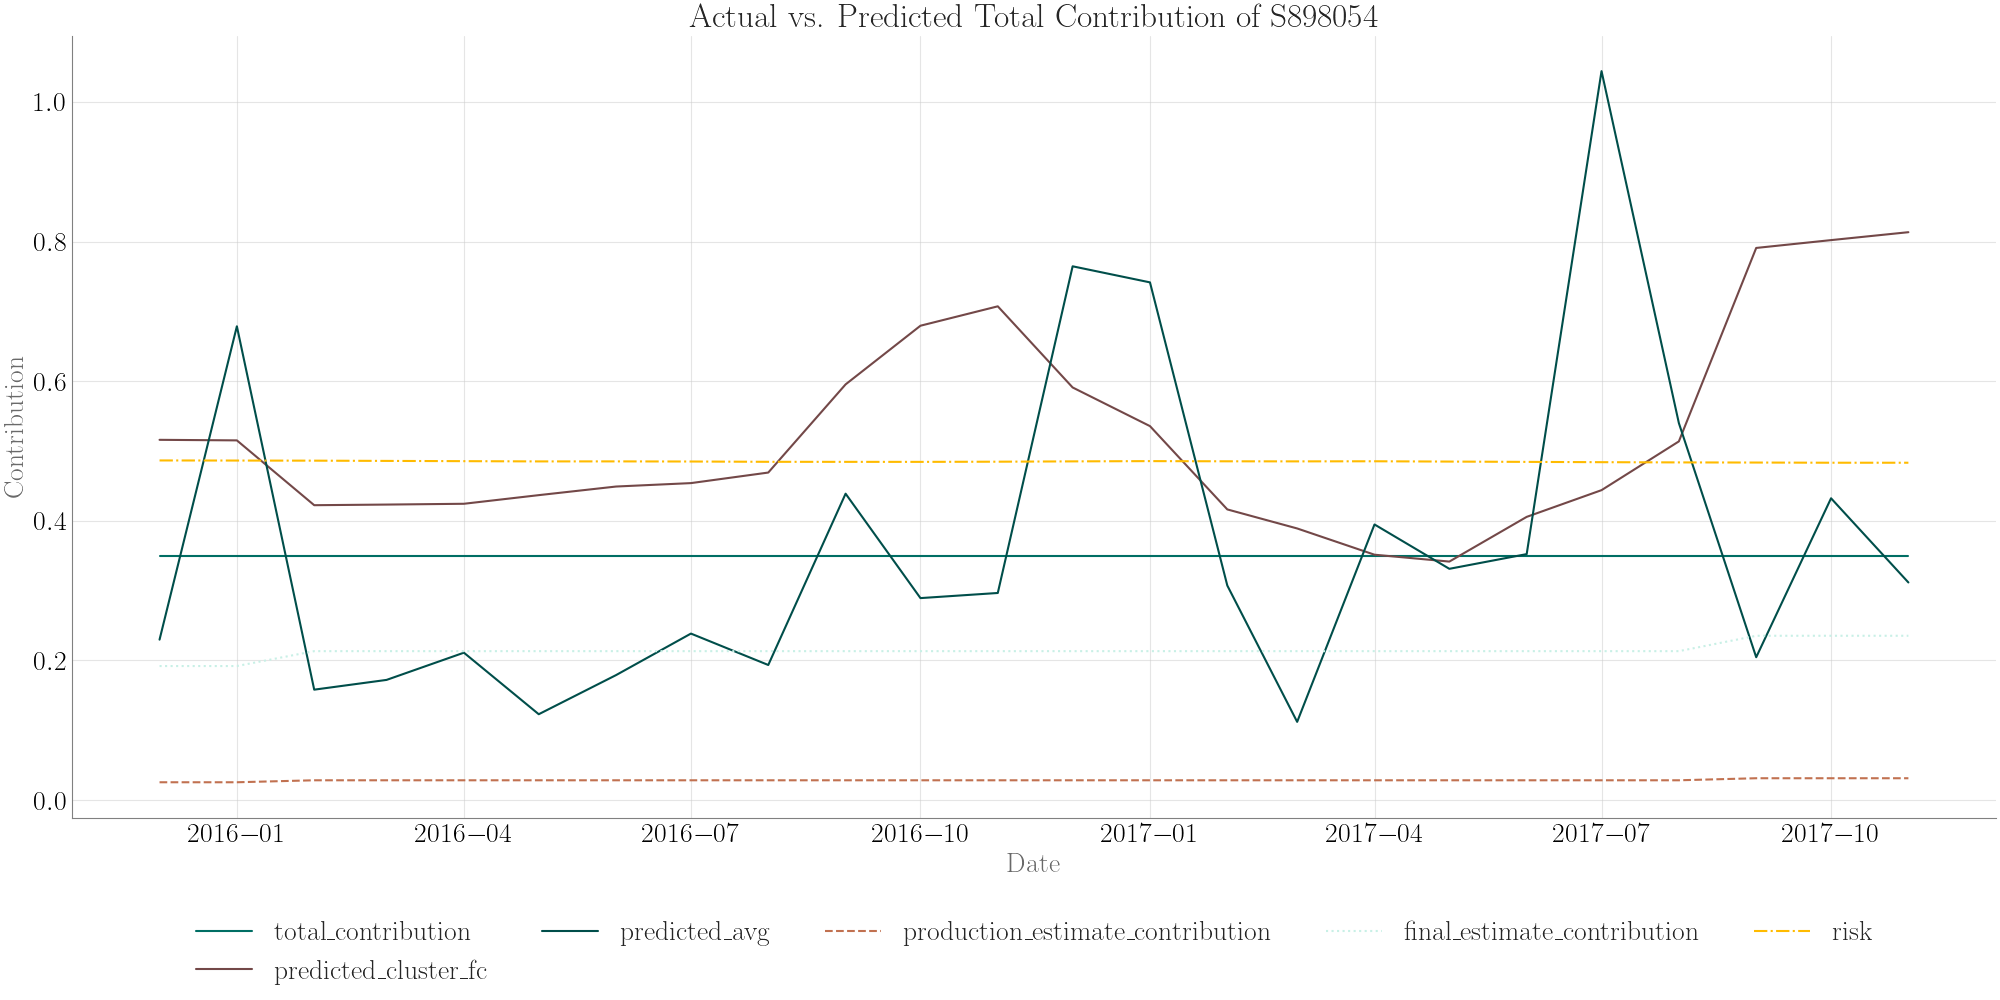 Actual vs. Predicted Total Contribution of S898054
Contribution
1.0
0.8
0.6
0.4
0.2
0.0
2016–01 2016–04 2016–07 2016–10 2017–01 2017–04 2017–07 2017–10
Date
total_contribution predicted_avg production_estimate_contribution final_estimate_contribution risk
predicted_cluster_fc